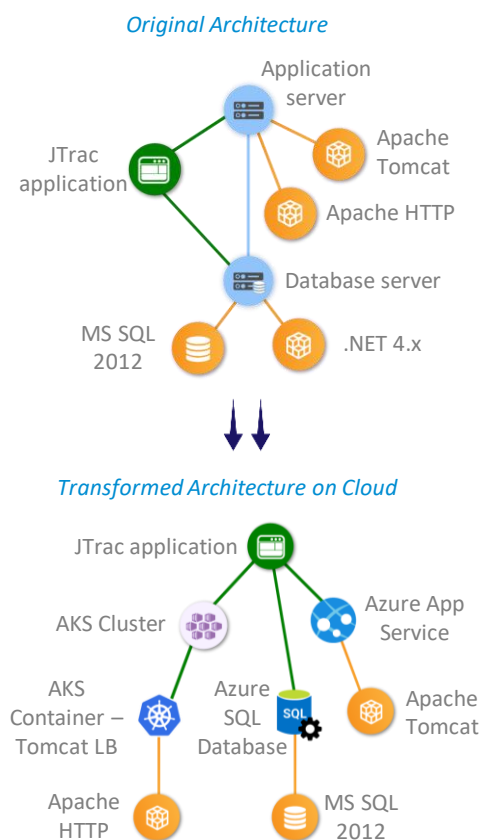 Original Architecture
Application
server
Apache
Tomcat
JTrac
application
Apache HTTP
Database server
MS SQL
2012
.NET 4.x
Transformed Architecture on Cloud
JTrac application
AKS Cluster
Azure App
Service
AKS
Container –
Tomcat LB
Azure
SQL
Database
SQL
Apache
Tomcat
Apache
HTTP
MS SQL
2012